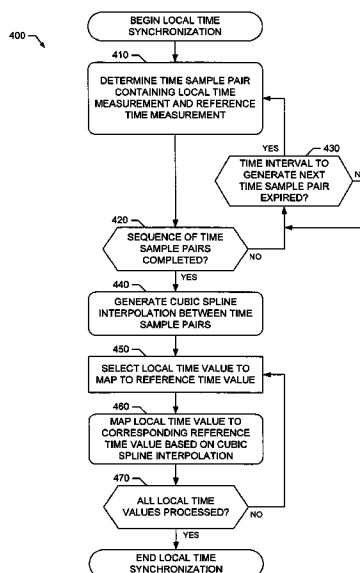 400
BEGIN LOCAL TIME
SYNCHRONIZATION
410
DETERMINE TIME SAMPLE PAIR
CONTAINING LOCAL TIME
MEASUREMENT AND REFERENCE
TIME MEASUREMENT
YES
430
TIME INTERVAL TO
GENERATE NEXT
TIME SAMPLE PAIR
EXPIRED?
420
SEQUENCE OF TIME
SAMPLE PAIRS
COMPLETED?
NO
YES
440
GENERATE CUBIC SPLINE
INTERPOLATION BETWEEN TIME
SAMPLE PAIRS
450
SELECT LOCAL TIME VALUE TO
MAP TO REFERENCE TIME VALUE
460
MAP LOCAL TIME VALUE TO
CORRESPONDING REFERENCE
TIME VALUE BASED ON CUBIC
SPLINE INTERPOLATION
470
ALL LOCAL TIME
VALUES PROCESSED?
NO
YES
END LOCAL TIME
SYNCHRONIZATION